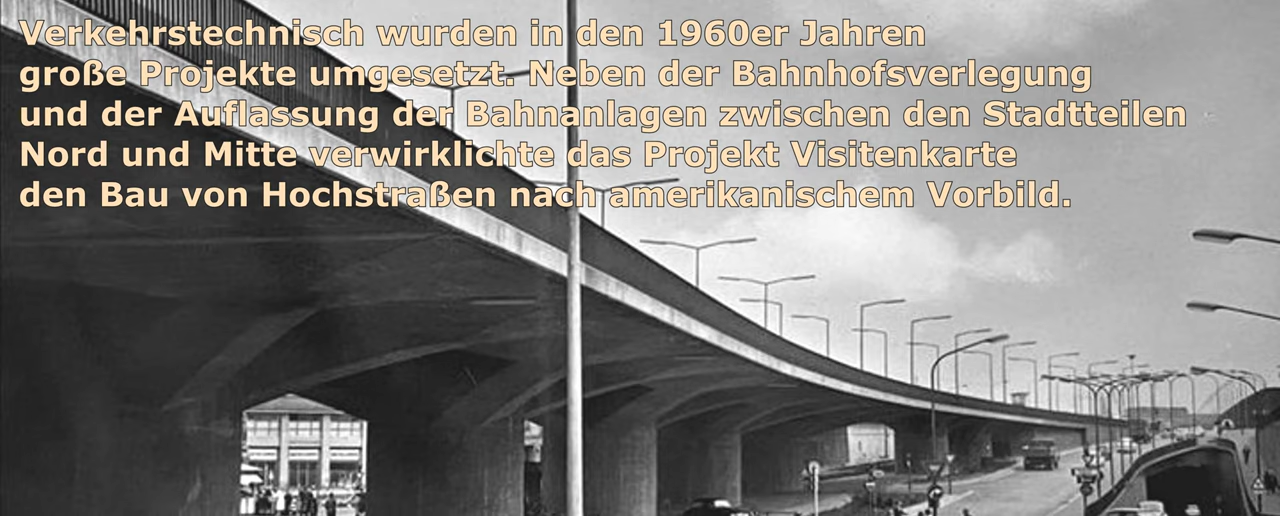 Verkehrstechnisch wurden in den 1960er Jahren
große Projekte umgesetzt. Neben der Bahnhofsverlegung
und der Auflassung der Bahnanlagen zwischen den Stadtteilen
Nord und Mitte verwirklichte das Projekt Visitenkarte
den Bau von Hochstraßen nach amerikanischem Vorbild.